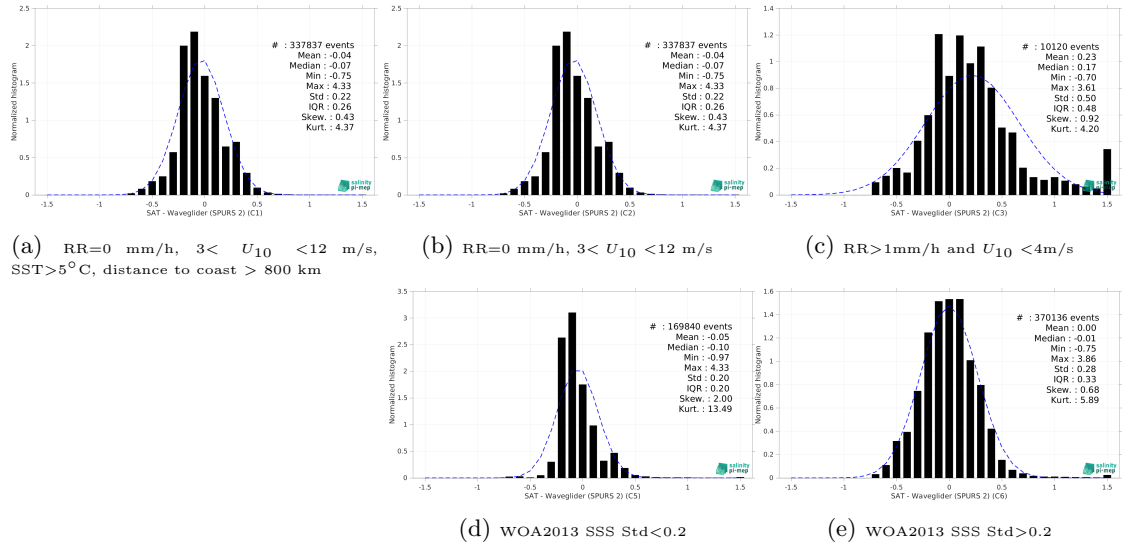 2.5
2
1.5
1
0.5
0
Normalized histogram
# : 337837 events
Mean : -0.04
Median : -0.07
Min : -0.75
Max : 4.33
Std : 0.22
IQR : 0.26
Skew. : 0.43
Kurt. : 4.37
salinity
pi-mep
-1.5 -1 -0.5 0 0.5 1 1.5
SAT - Waveglider (SPURS 2) (C1)
(a) RR=0 mm/h, 3< U10 <12 m/s,
SST>5°C, distance to coast > 800 km
2.5
2
1.5
1
0.5
0
Normalized histogram
# : 337837 events
Mean : -0.04
Median : -0.07
Min : -0.75
Max : 4.33
Std : 0.22
IQR : 0.26
Skew. : 0.43
Kurt. : 4.37
salinity
pi-mep
-1.5 -1 -0.5 0 0.5 1 1.5
SAT - Waveglider (SPURS 2) (C2)
(b) RR=0 mm/h, 3< U10 <12 m/s
1.4
1.2
1
0.8
0.6
0.4
0.2
0
Normalized histogram
# : 10120 events
Mean : 0.23
Median : 0.17
Min : -0.70
Max : 3.61
Std : 0.50
IQR : 0.48
Skew. : 0.92
Kurt. : 4.20
salinity
pi-mep
-1.5 -1 -0.5 0 0.5 1 1.5
SAT - Waveglider (SPURS 2) (C3)
(c) RR>1mm/h and U10 <4m/s
3.5
3
2.5
2
1.5
1
0.5
0
Normalized histogram
# : 169840 events
Mean : -0.05
Median : -0.10
Min : -0.97
Max : 4.33
Std : 0.20
IQR : 0.20
Skew. : 2.00
Kurt. : 13.49
salinity
pi-mep
-1.5 -1 -0.5 0 0.5 1 1.5
SAT - Waveglider (SPURS 2) (C5)
(d) WOA2013 SSS Std<0.2
1.6
1.4
1.2
1
0.8
0.6
0.4
0.2
0
Normalized histogram
# : 370136 events
Mean : 0.00
Median : -0.01
Min : -0.75
Max : 3.86
Std : 0.28
IQR : 0.33
Skew. : 0.68
Kurt. : 5.89
salinity
pi-mep
-1.5 -1 -0.5 0 0.5 1 1.5
SAT - Waveglider (SPURS 2) (C6)
(e) WOA2013 SSS Std>0.2